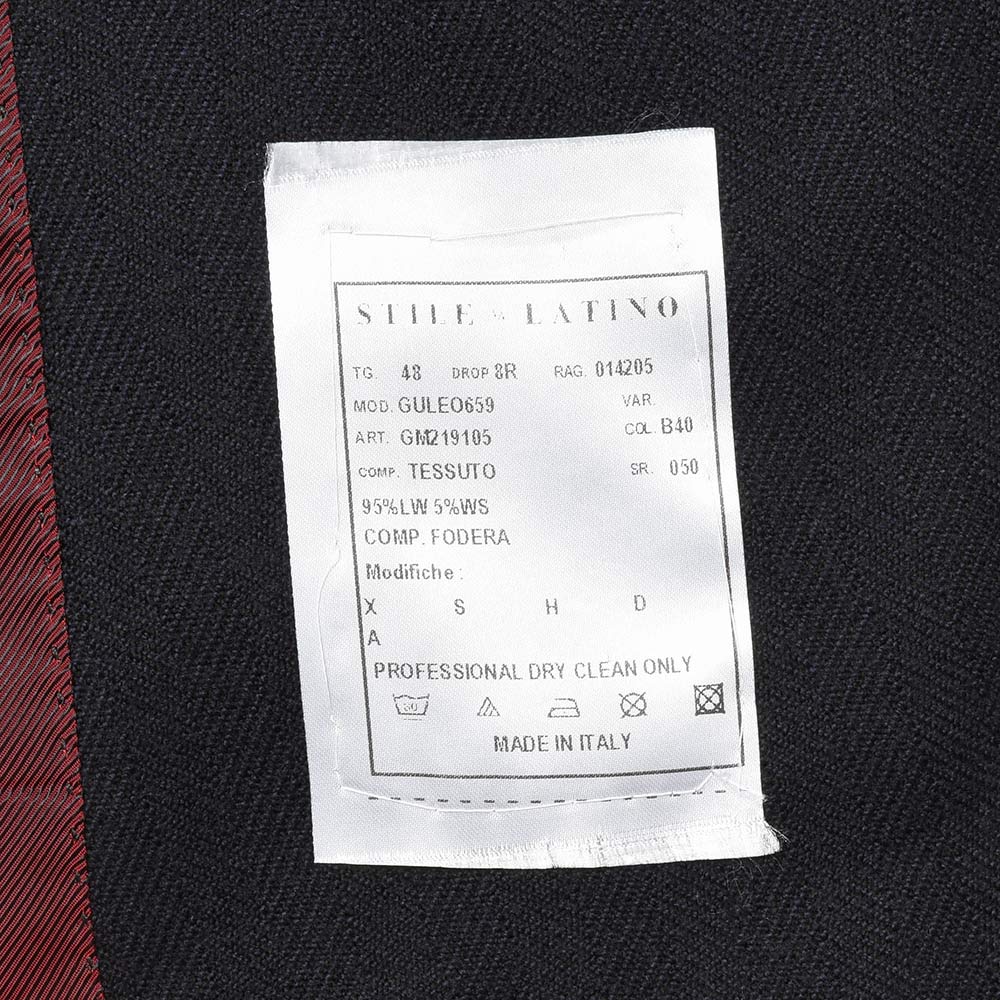 STILE LATINO
TG. 48 DROP 8R RAG. 014205
MOD. GULEO659 VAR.
ART. GM219105 COL. B40
COMP. TESSUTO SR. 050
95%LW 5%WS
COMP. FODERA
Modifiche :
X S H D
A
PROFESSIONAL DRY CLEAN ONLY
30
MADE IN ITALY